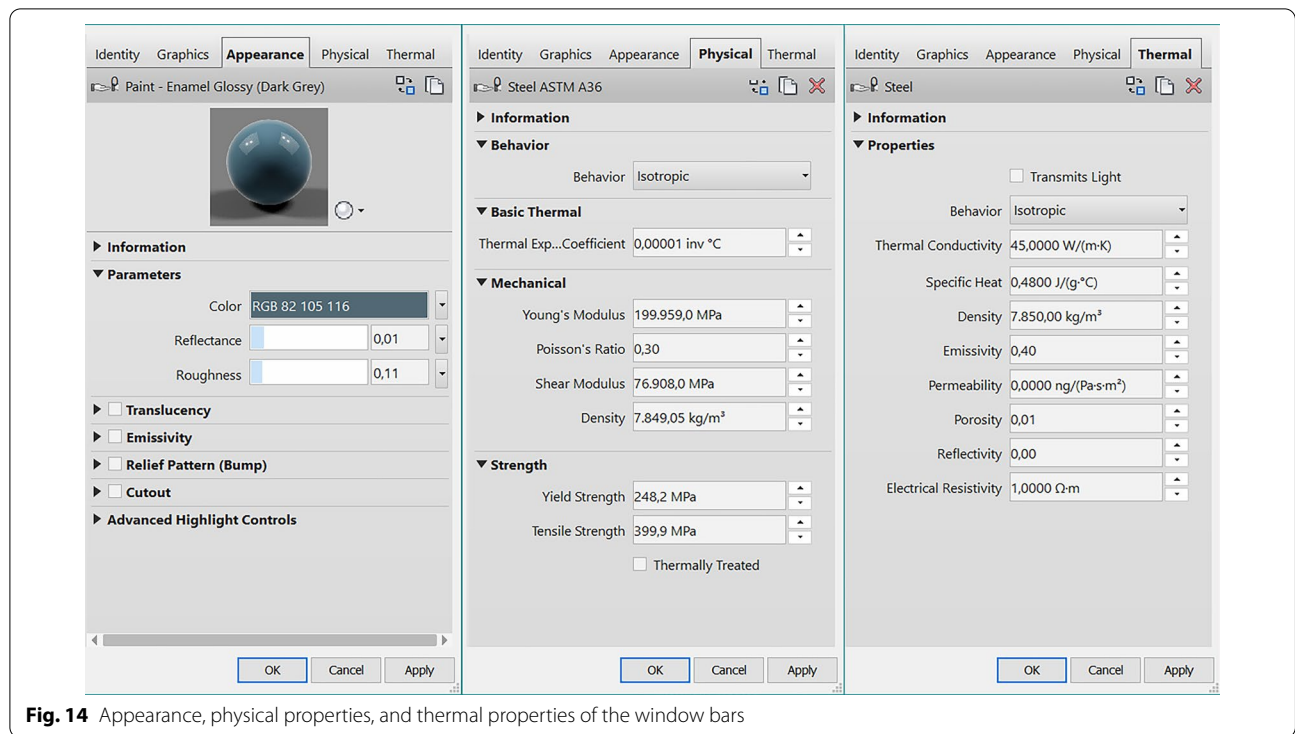 Identity Graphics Appearance Physical Thermal
Paint - Enamel Glossy (Dark Grey)
Information
Parameters
Color RGB 82 105 116
Reflectance 0,01
Roughness 0,11
Translucency
Emissivity
Relief Pattern (Bump)
Cutout
Advanced Highlight Controls
OK Cancel Apply
Identity Graphics Appearance Physical Thermal
Steel ASTM A36
Information
Behavior
Behavior Isotropic
Basic Thermal
Thermal Exp...Coefficient 0,00001 inv °C
Mechanical
Young's Modulus 199.959,0 MPa
Poisson's Ratio 0,30
Shear Modulus 76.908,0 MPa
Density 7.849,05 kg/m³
Strength
Yield Strength 248,2 MPa
Tensile Strength 399,9 MPa
Thermally Treated
OK Cancel Apply
Identity Graphics Appearance Physical Thermal
Steel
Information
Properties
Transmits Light
Behavior Isotropic
Thermal Conductivity 45,0000 W/(m·K)
Specific Heat 0,4800 J/(g·°C)
Density 7.850,00 kg/m³
Emissivity 0,40
Permeability 0,0000 ng/(Pa·s·m²)
Porosity 0,01
Reflectivity 0,00
Electrical Resistivity 1,0000 Ω·m
OK Cancel Apply
Fig. 14 Appearance, physical properties, and thermal properties of the window bars